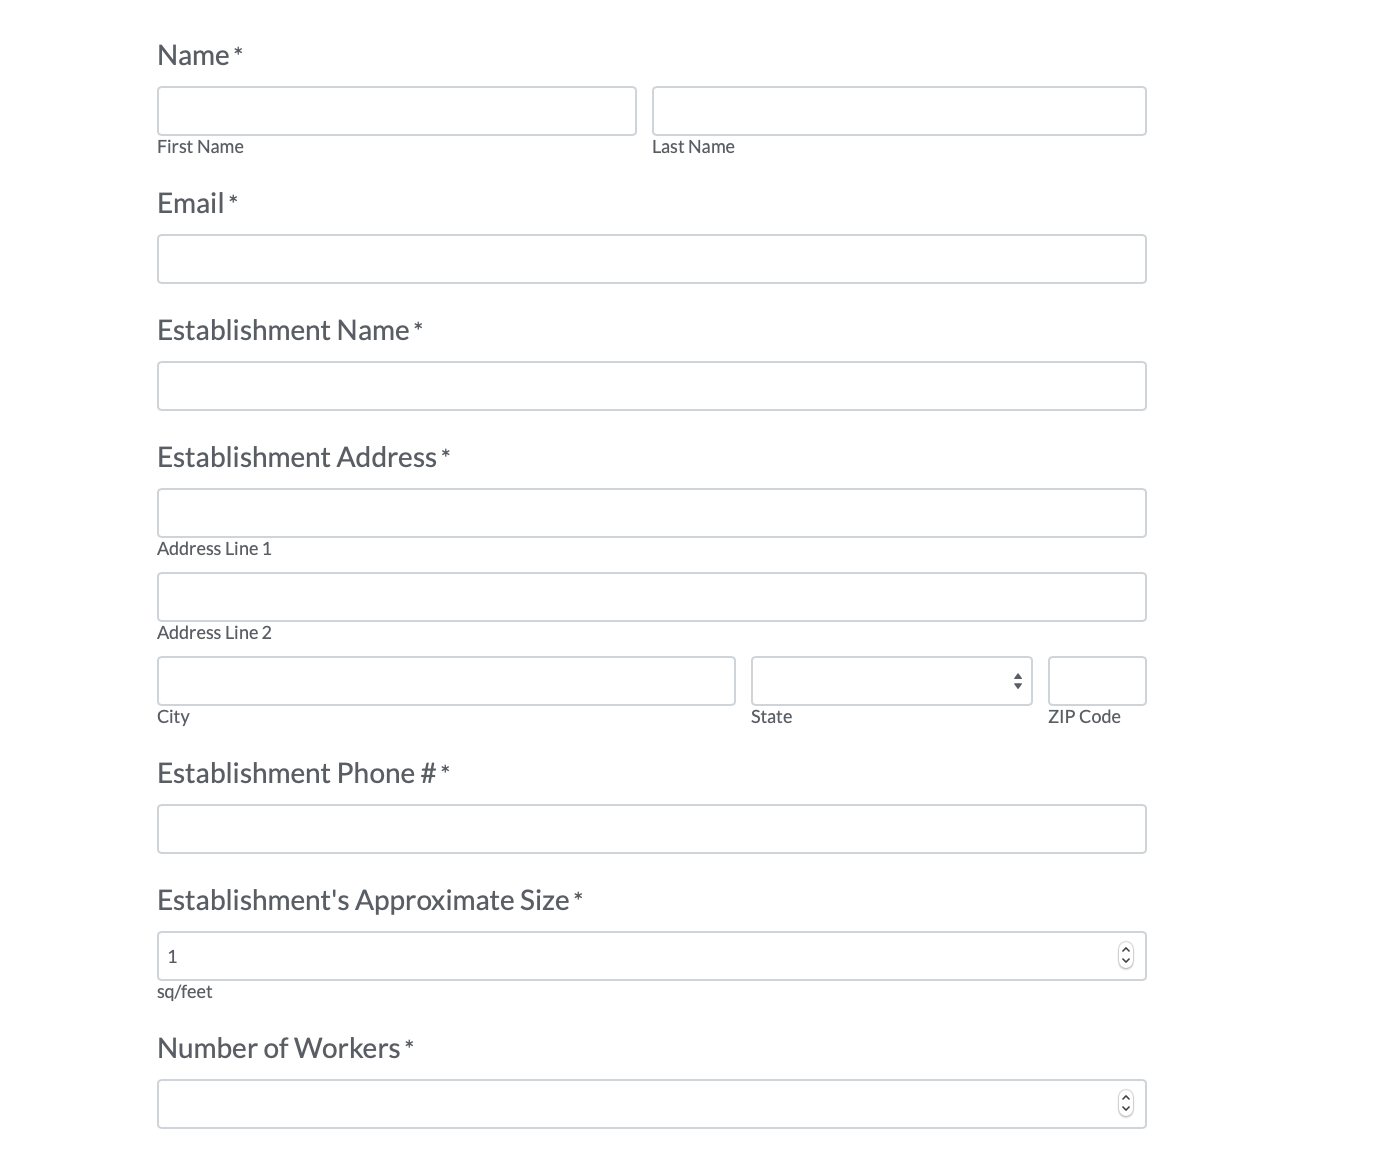 Name *
First Name Last Name
Email *
Establishment Name *
Establishment Address *
Address Line 1
Address Line 2
City State ZIP Code
Establishment Phone # *
Establishment's Approximate Size *
1
sq/feet
Number of Workers *